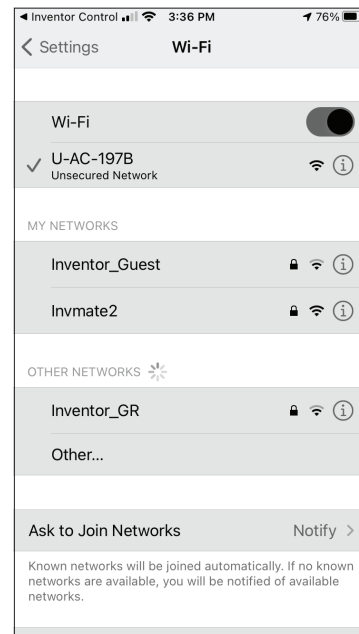 Inventor Control 3:36 PM 76%
Settings Wi-Fi
Wi-Fi
U-AC-197B
Unsecured Network
MY NETWORKS
Inventor_Guest
Invmate2
OTHER NETWORKS
Inventor_GR
Other...
Ask to Join Networks Notify
Known networks will be joined automatically. If no known
networks are available, you will be notified of available
networks.